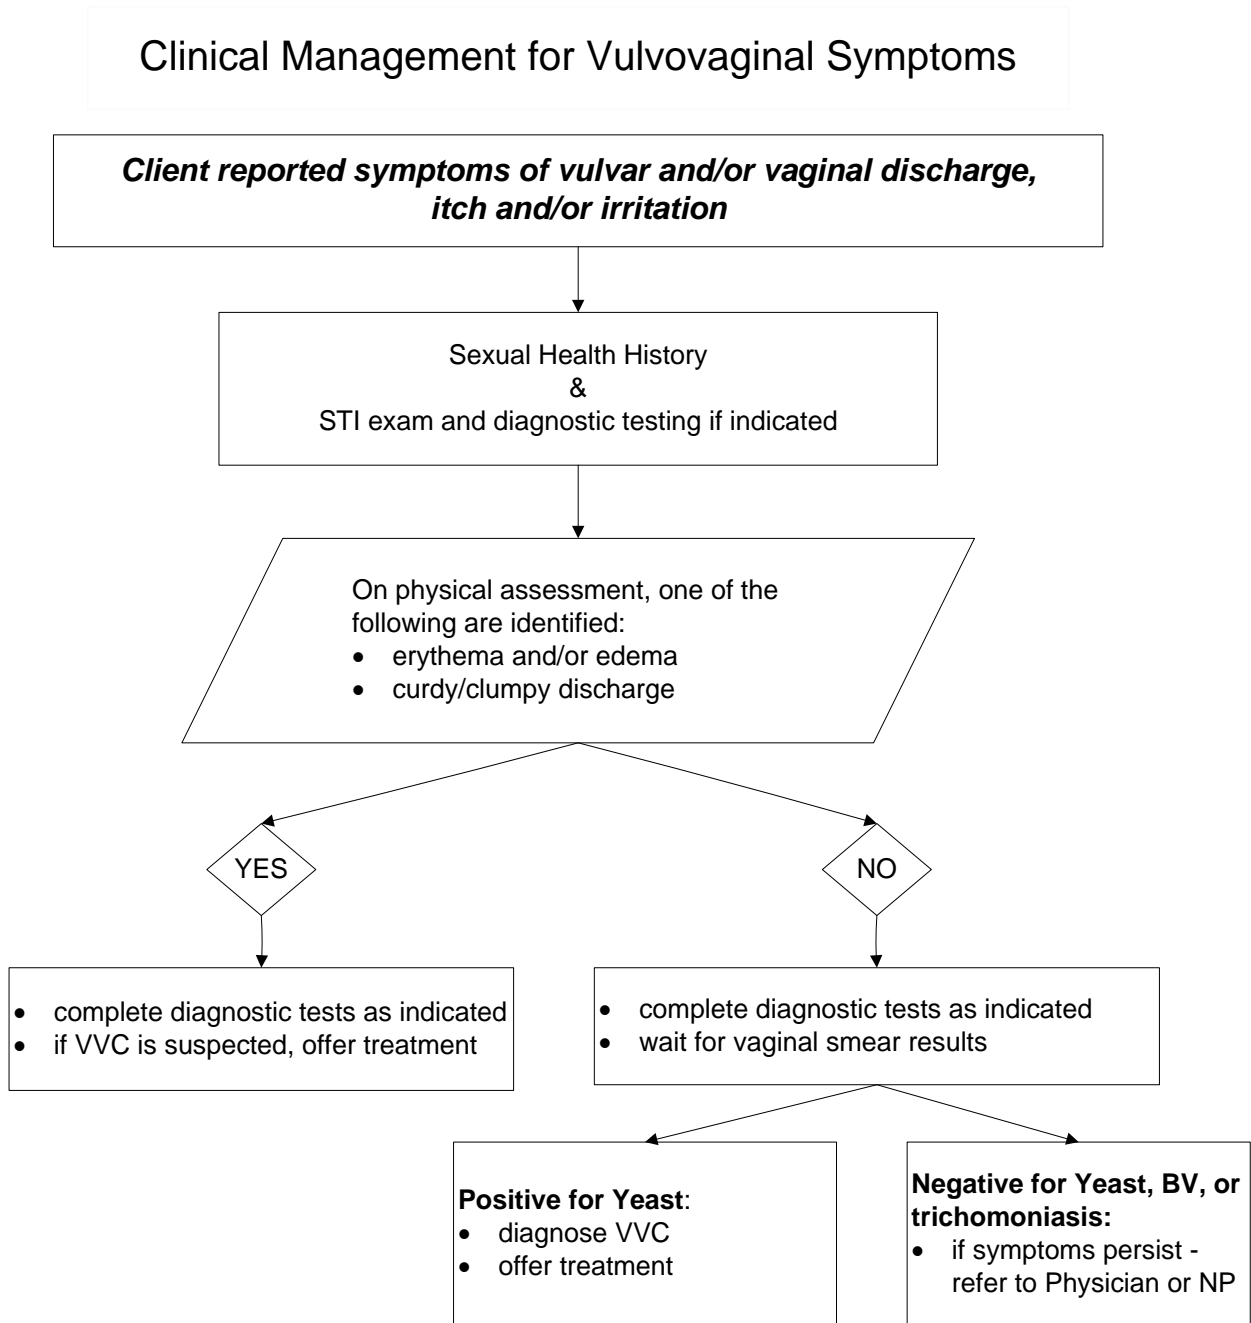 Clinical Management for Vulvovaginal Symptoms
Client reported symptoms of vulvar and/or vaginal discharge,
itch and/or irritation
Sexual Health History
&
STI exam and diagnostic testing if indicated
On physical assessment, one of the
following are identified:
• erythema and/or edema
• curdy/clumpy discharge
YES
NO
• complete diagnostic tests as indicated
• if VVC is suspected, offer treatment
• complete diagnostic tests as indicated
• wait for vaginal smear results
Positive for Yeast:
• diagnose VVC
• offer treatment
Negative for Yeast, BV, or
trichomoniasis:
• if symptoms persist -
refer to Physician or NP